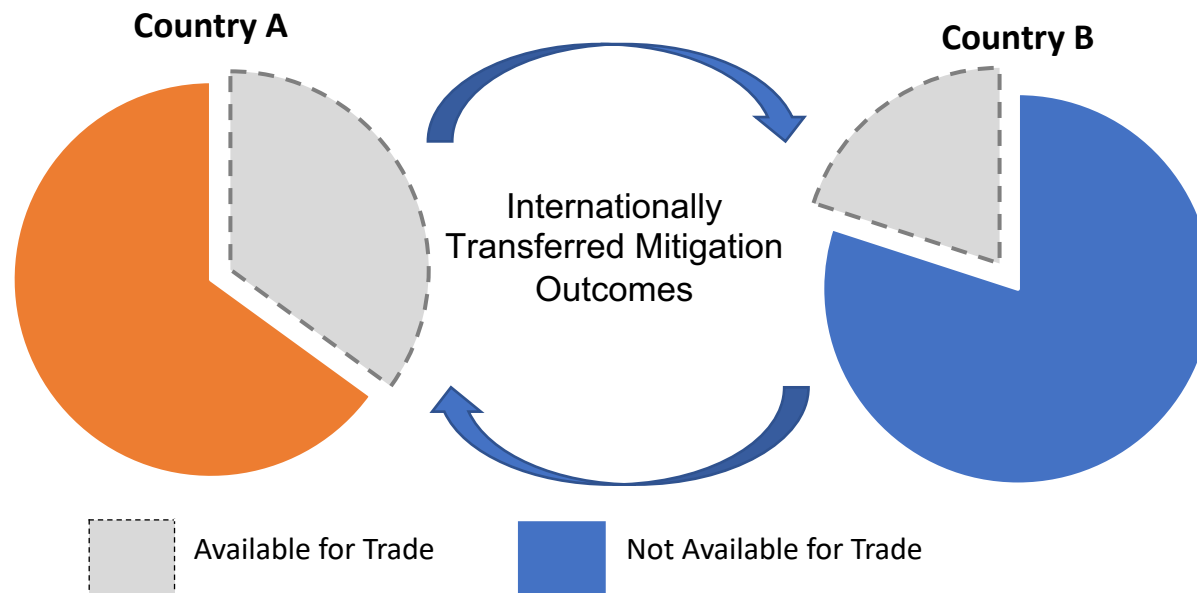 Country A
Country B
Internationally
Transferred Mitigation
Outcomes
Available for Trade
Not Available for Trade